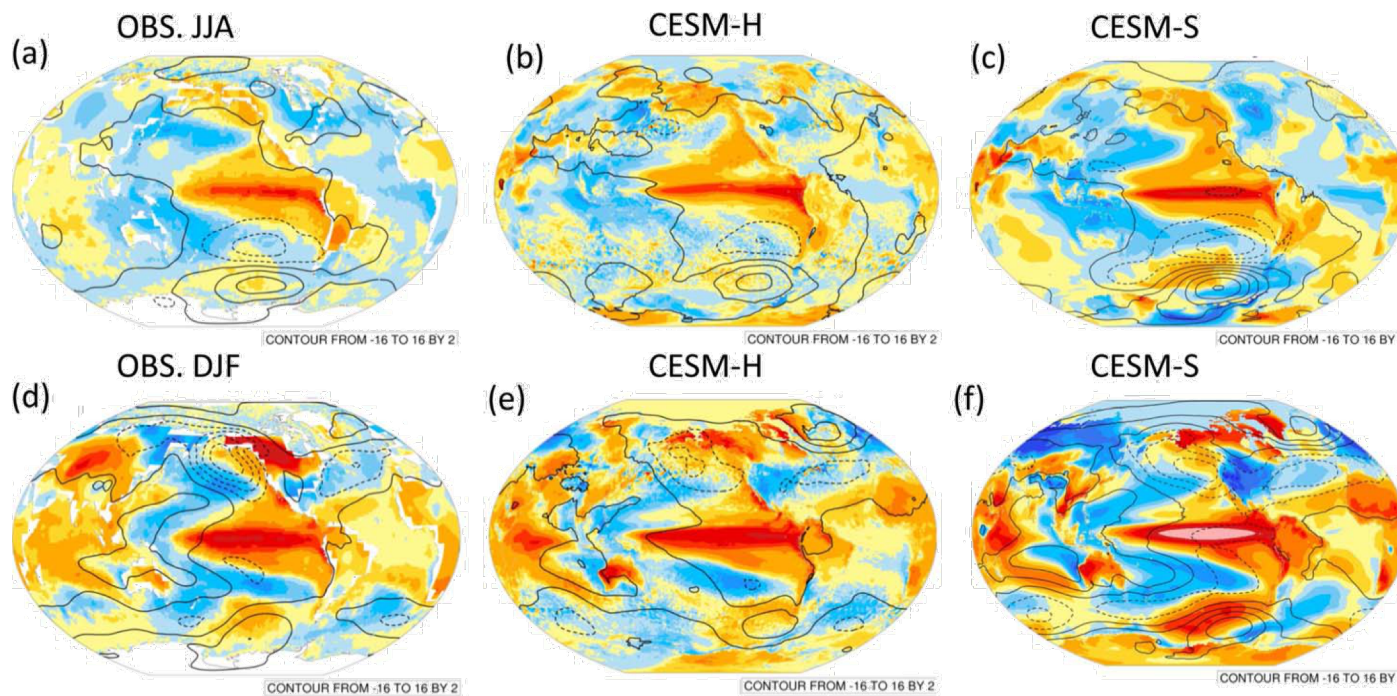 OBS. JJA
CESM-H
CESM-S
(a)
(b)
(c)
CONTOUR FROM -16 TO 16 BY 2
CONTOUR FROM -16 TO 16 BY 2
CONTOUR FROM -16 TO 16 BY
OBS. DJF
CESM-H
CESM-S
(d)
(e)
(f)
CONTOUR FROM -16 TO 16 BY 2
CONTOUR FROM -16 TO 16 BY 2
CONTOUR FROM -16 TO 16 BY